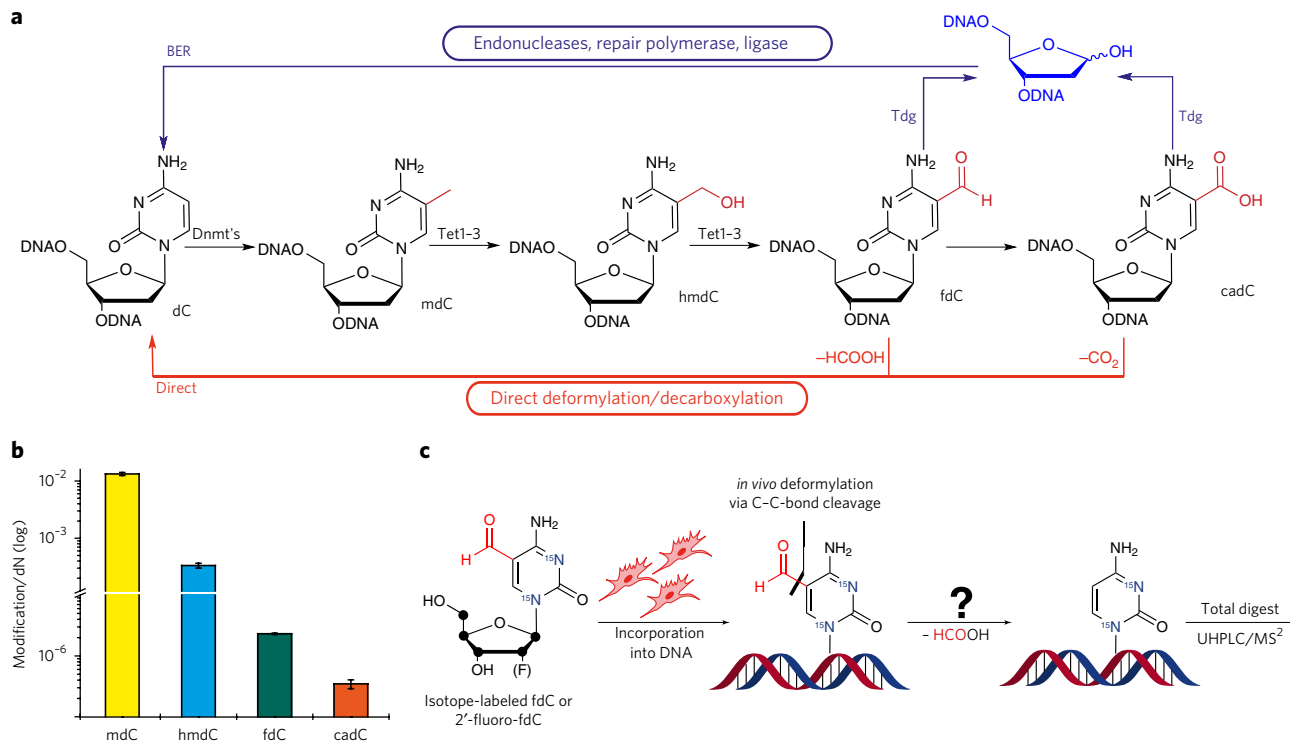 a
DNAO
O
OH
ODNA
Endonucleases, repair polymerase, ligase
BER
Tdg
Tdg
NH2
N
O
N
DNAO
O
ODNA
dC
Dnmt's
NH2
N
O
N
DNAO
O
ODNA
mdC
Tet1–3
NH2
OH
N
O
N
DNAO
O
ODNA
hmdC
Tet1–3
NH2
O
H
N
O
N
DNAO
O
ODNA
fdC
NH2
O
OH
N
O
N
DNAO
O
ODNA
cadC
–HCOOH
–CO2
Direct
Direct deformylation/decarboxylation
b
Modification/dN (log)
10–2
10–3
10–6
mdC
hmdC
fdC
cadC
c
O
H
NH2
15N
15N
O
HO
O
OH
(F)
Isotope-labeled fdC or
2′-fluoro-fdC
Incorporation
into DNA
in vivo deformylation
via C–C-bond cleavage
O
H
NH2
15N
15N
O
?
– HCOOH
NH2
15N
15N
O
Total digest
UHPLC/MS2